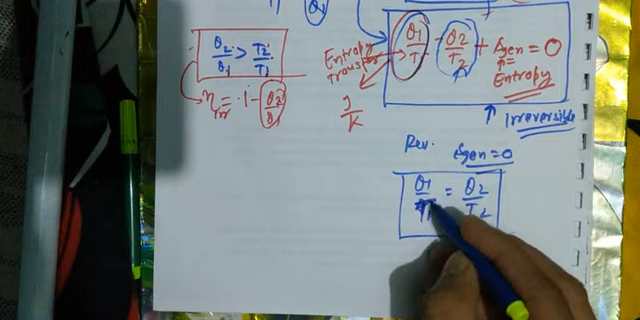 Q₁
Q₂/Q₁ > T₂/T₁
η = 1 - Q₂/Q₁
Entropy Transfer
J/K
Q₁/T₁ - Q₂/T₂ + Sgen = 0
Entropy
Irreversible
Rev.
Sgen = 0
Q₁/T₁ = Q₂/T₂